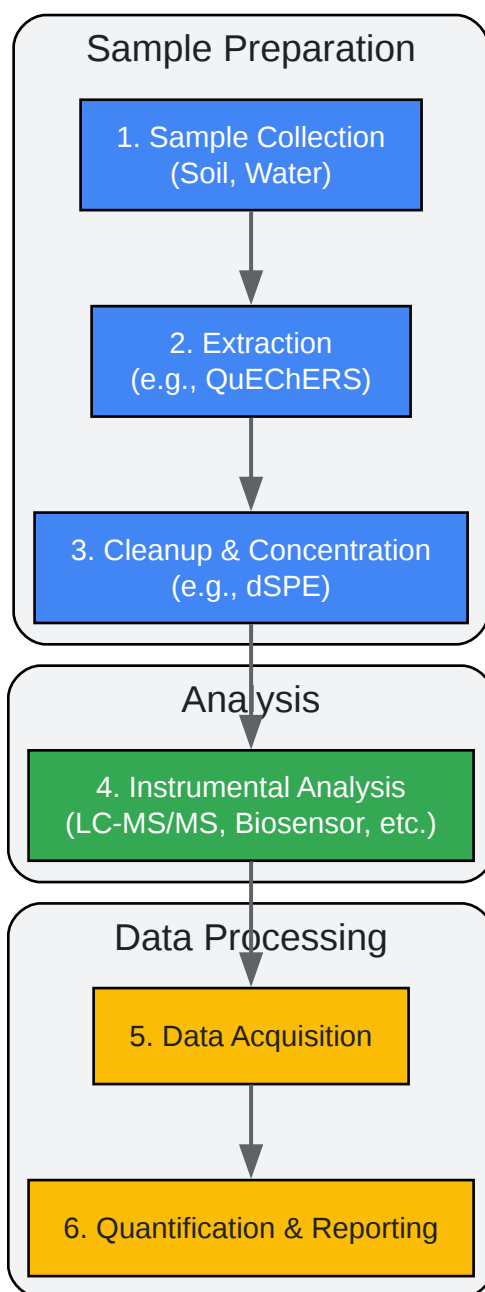 Sample Preparation
1. Sample Collection
(Soil, Water)
2. Extraction
(e.g., QuEChERS)
3. Cleanup & Concentration
(e.g., dSPE)
Analysis
4. Instrumental Analysis
(LC-MS/MS, Biosensor, etc.)
Data Processing
5. Data Acquisition
6. Quantification & Reporting